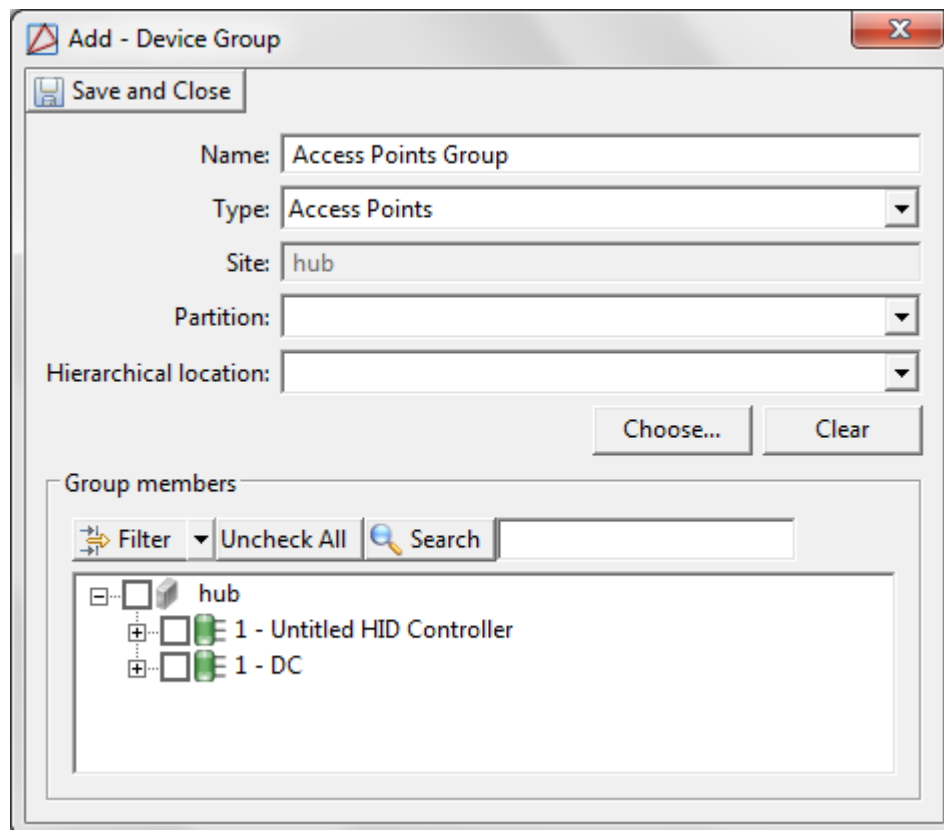 Add - Device Group
Save and Close
Name: Access Points Group
Type: Access Points
Site: hub
Partition:
Hierarchical location:
Choose... Clear
Group members
Filter Uncheck All Search
hub
1 - Untitled HID Controller
1 - DC